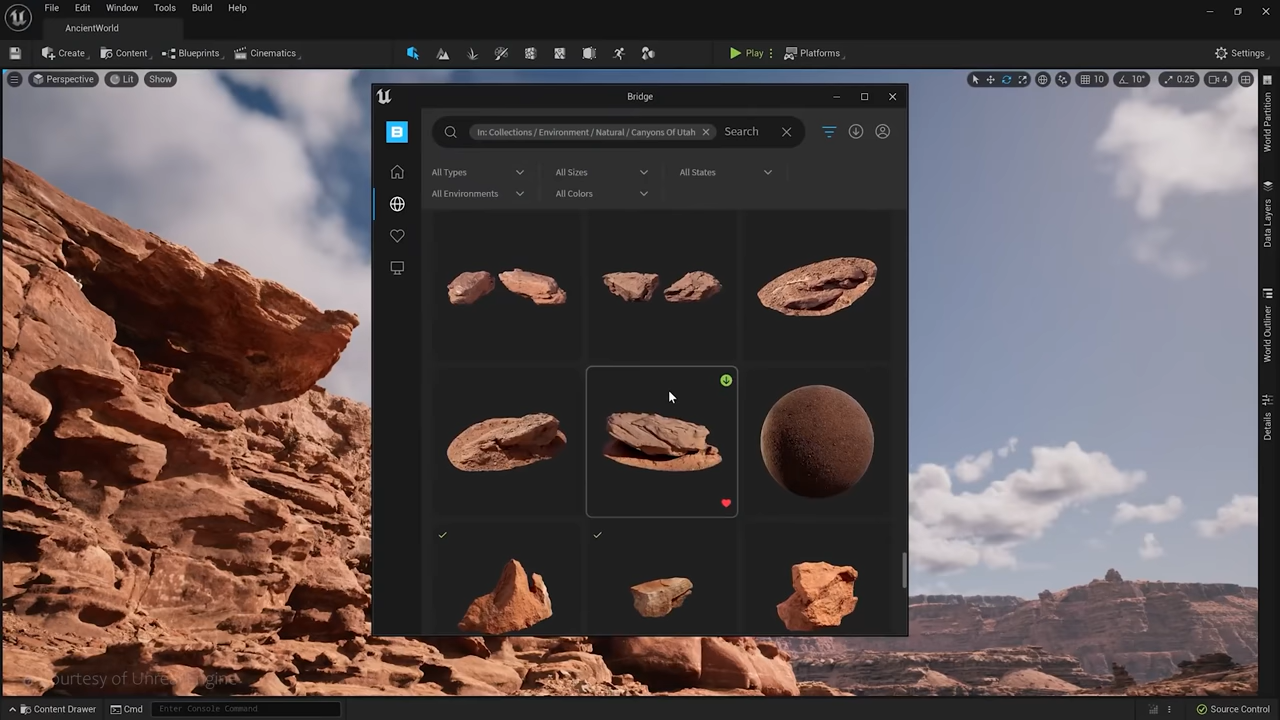 File Edit Window Tools Build Help
AncientWorld
Create Content Blueprints Cinematics Play Platforms Settings
Perspective Lit Show 10 10° 0.25 4
Bridge
In: Collections / Environment / Natural / Canyons Of Utah Search
All Types All Sizes All States
All Environments All Colors
World Partition
Data Layers
World Outliner
Details
Courtesy of Unreal Engine
Content Drawer Cmd Enter Console Command Source Control